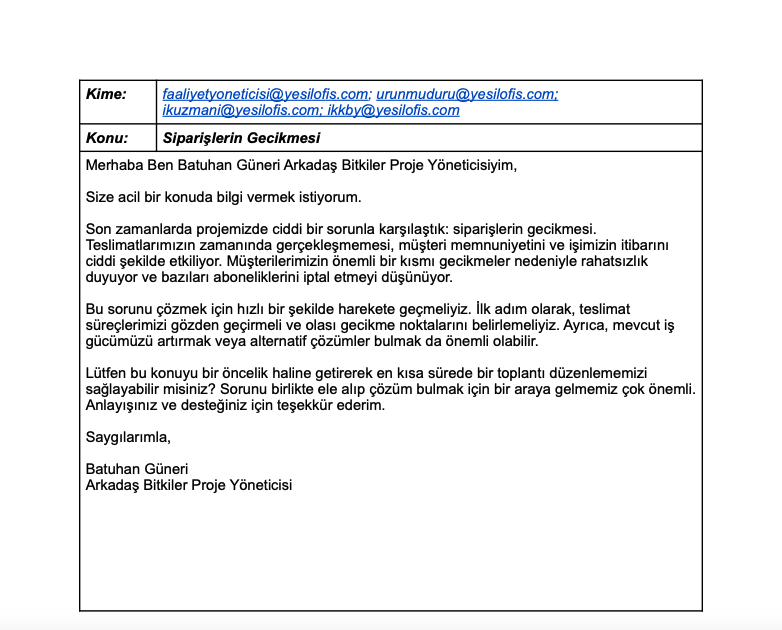 Kime: faaliyetyoneticisi@yesilofis.com; urunmuduru@yesilofis.com;
ikuzmani@yesilofis.com; ikkby@yesilofis.com
Konu: Siparişlerin Gecikmesi
Merhaba Ben Batuhan Güneri Arkadaş Bitkiler Proje Yöneticisiyim,
Size acil bir konuda bilgi vermek istiyorum.
Son zamanlarda projemizde ciddi bir sorunla karşılaştık: siparişlerin gecikmesi.
Teslimatlarımızın zamanında gerçekleşmemesi, müşteri memnuniyetini ve işimizin itibarını
ciddi şekilde etkiliyor. Müşterilerimizin önemli bir kısmı gecikmeler nedeniyle rahatsızlık
duyuyor ve bazıları aboneliklerini iptal etmeyi düşünüyor.
Bu sorunu çözmek için hızlı bir şekilde harekete geçmeliyiz. İlk adım olarak, teslimat
süreçlerimizi gözden geçirmeli ve olası gecikme noktalarını belirlemeliyiz. Ayrıca, mevcut iş
gücümüzü artırmak veya alternatif çözümler bulmak da önemli olabilir.
Lütfen bu konuyu bir öncelik haline getirerek en kısa sürede bir toplantı düzenlememizi
sağlayabilir misiniz? Sorunu birlikte ele alıp çözüm bulmak için bir araya gelmemiz çok önemli.
Anlayışınız ve desteğiniz için teşekkür ederim.
Saygılarımla,
Batuhan Güneri
Arkadaş Bitkiler Proje Yöneticisi